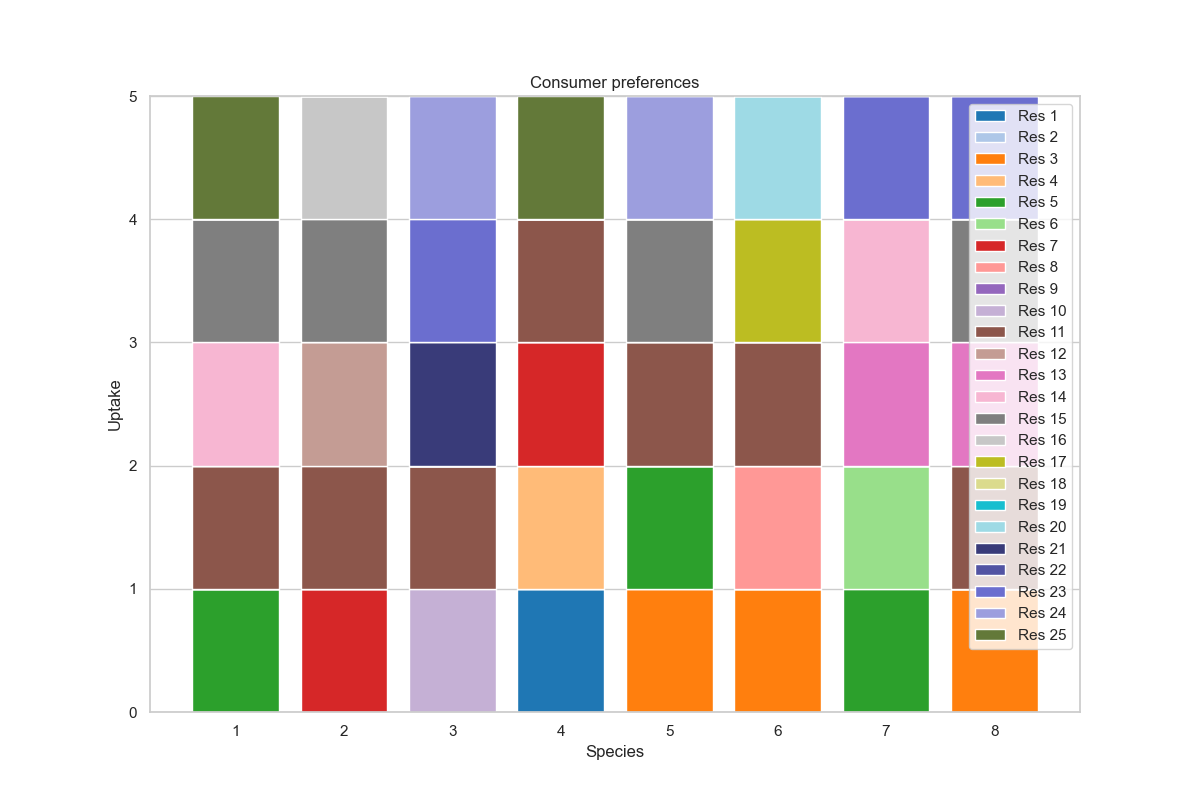 Consumer preferences
5
4
3
2
1
0
Uptake
Res 1
Res 2
Res 3
Res 4
Res 5
Res 6
Res 7
Res 8
Res 9
Res 10
Res 11
Res 12
Res 13
Res 14
Res 15
Res 16
Res 17
Res 18
Res 19
Res 20
Res 21
Res 22
Res 23
Res 24
Res 25
1 2 3 4 5 6 7 8
Species